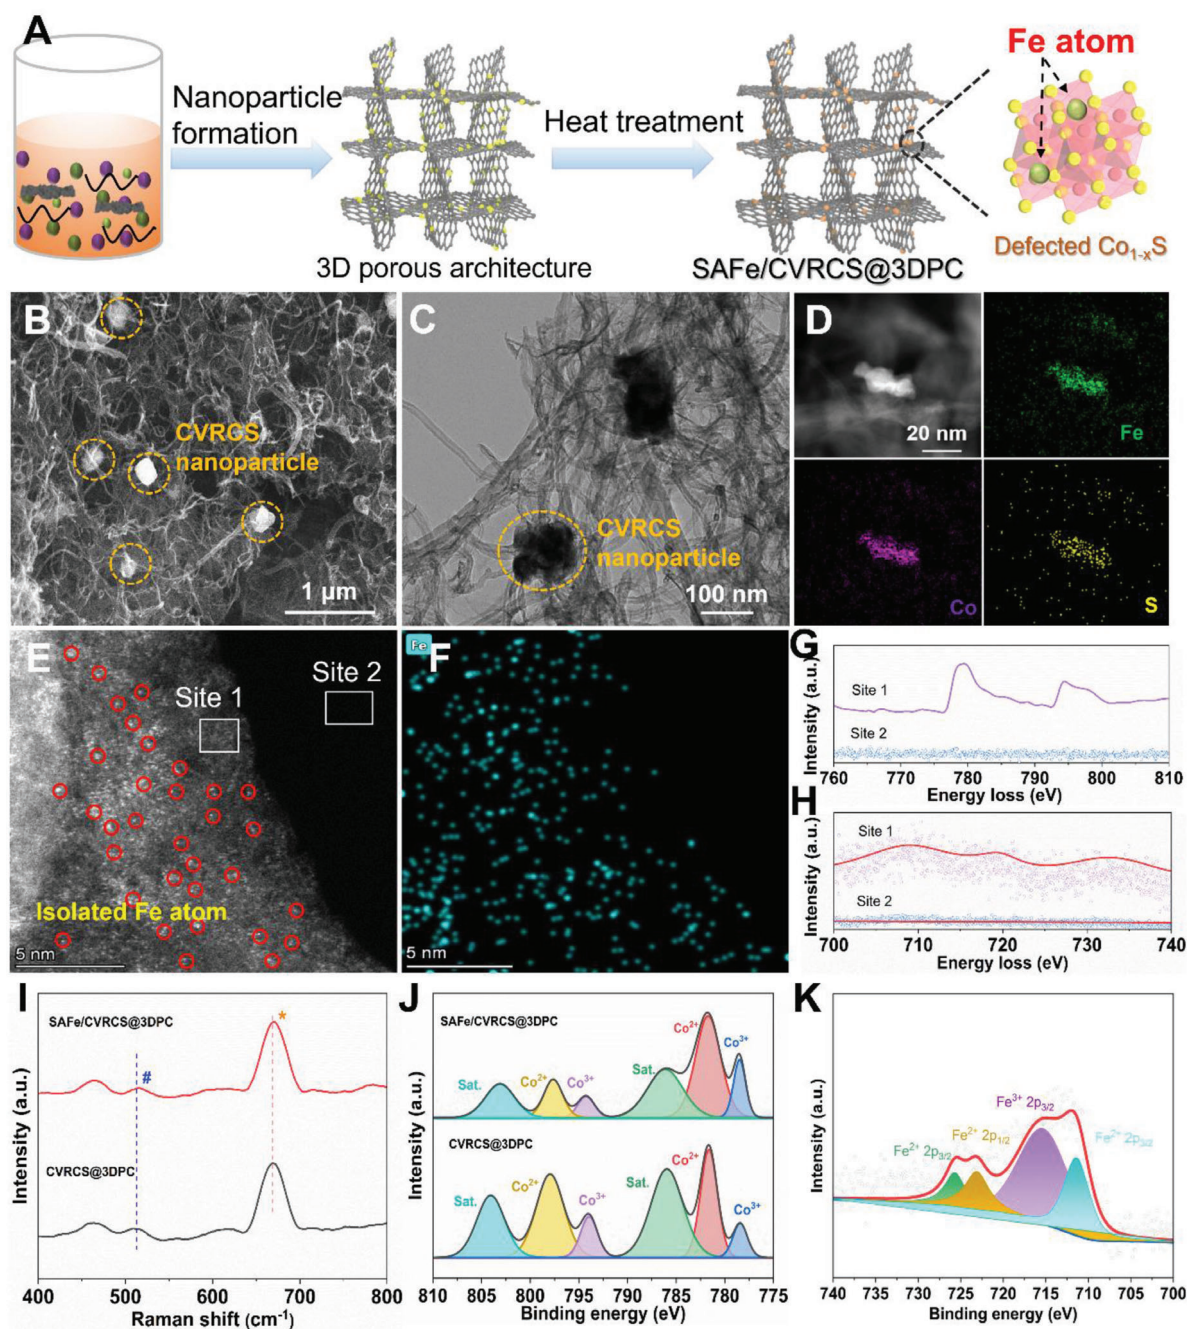 A
Nanoparticle
formation
3D porous architecture
Heat treatment
SAFe/CVRCS@3DPC
Fe atom
Defected Co₁₋ₓS
B
CVRCS
nanoparticle
1 μm
C
CVRCS
nanoparticle
100 nm
D
20 nm
Fe
Co
S
E
Site 1
Site 2
Isolated Fe atom
5 nm
Fe
F
5 nm
G
Intensity (a.u.)
Site 1
Site 2
760 770 780 790 800 810
Energy loss (eV)
H
Intensity (a.u.)
Site 1
Site 2
700 710 720 730 740
Energy loss (eV)
I
Intensity (a.u.)
SAFe/CVRCS@3DPC
#
*
CVRCS@3DPC
400 500 600 700 800
Raman shift (cm⁻¹)
J
Intensity (a.u.)
SAFe/CVRCS@3DPC
Sat. Co²⁺ Co³⁺ Sat. Co²⁺ Co³⁺
CVRCS@3DPC
Sat. Co²⁺ Co³⁺ Sat. Co²⁺ Co³⁺
810 805 800 795 790 785 780 775
Binding energy (eV)
K
Intensity (a.u.)
Fe³⁺ 2p₃/₂
Fe²⁺ 2p₁/₂
Fe²⁺ 2p₃/₂
Fe²⁺ 2p₃/₂
740 735 730 725 720 715 710 705 700
Binding energy (eV)